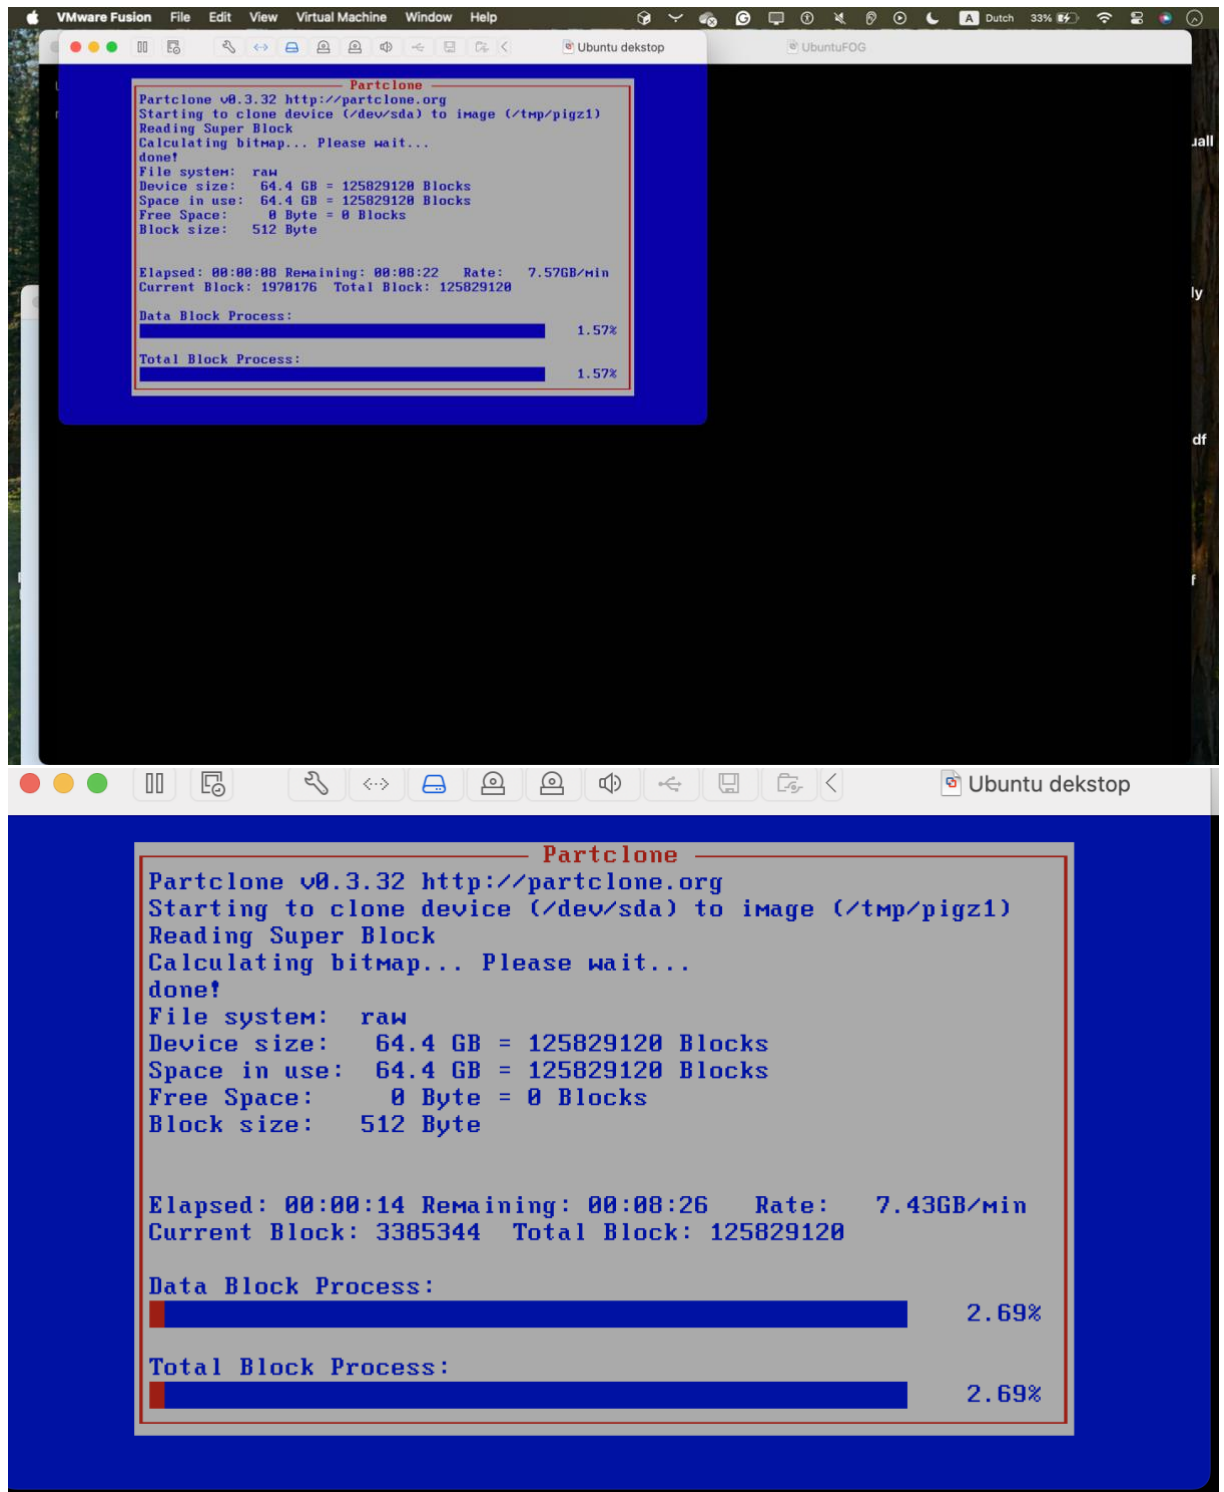 VMware Fusion File Edit View Virtual Machine Window Help Dutch 33%
Ubuntu dekstop
UbuntuFOG
Partclone
Partclone v0.3.32 http://partclone.org
Starting to clone device (/dev/sda) to image (/tmp/pigz1)
Reading Super Block
Calculating bitmap... Please wait...
done!
File system: raw
Device size: 64.4 GB = 125829120 Blocks
Space in use: 64.4 GB = 125829120 Blocks
Free Space: 0 Byte = 0 Blocks
Block size: 512 Byte
Elapsed: 00:00:08 Remaining: 00:08:22 Rate: 7.57GB/min
Current Block: 1970176 Total Block: 125829120
Data Block Process:
1.57%
Total Block Process:
1.57%
uall
ly
df
f
Ubuntu dekstop
Partclone
Partclone v0.3.32 http://partclone.org
Starting to clone device (/dev/sda) to image (/tmp/pigz1)
Reading Super Block
Calculating bitmap... Please wait...
done!
File system: raw
Device size: 64.4 GB = 125829120 Blocks
Space in use: 64.4 GB = 125829120 Blocks
Free Space: 0 Byte = 0 Blocks
Block size: 512 Byte
Elapsed: 00:00:14 Remaining: 00:08:26 Rate: 7.43GB/min
Current Block: 3385344 Total Block: 125829120
Data Block Process:
2.69%
Total Block Process:
2.69%